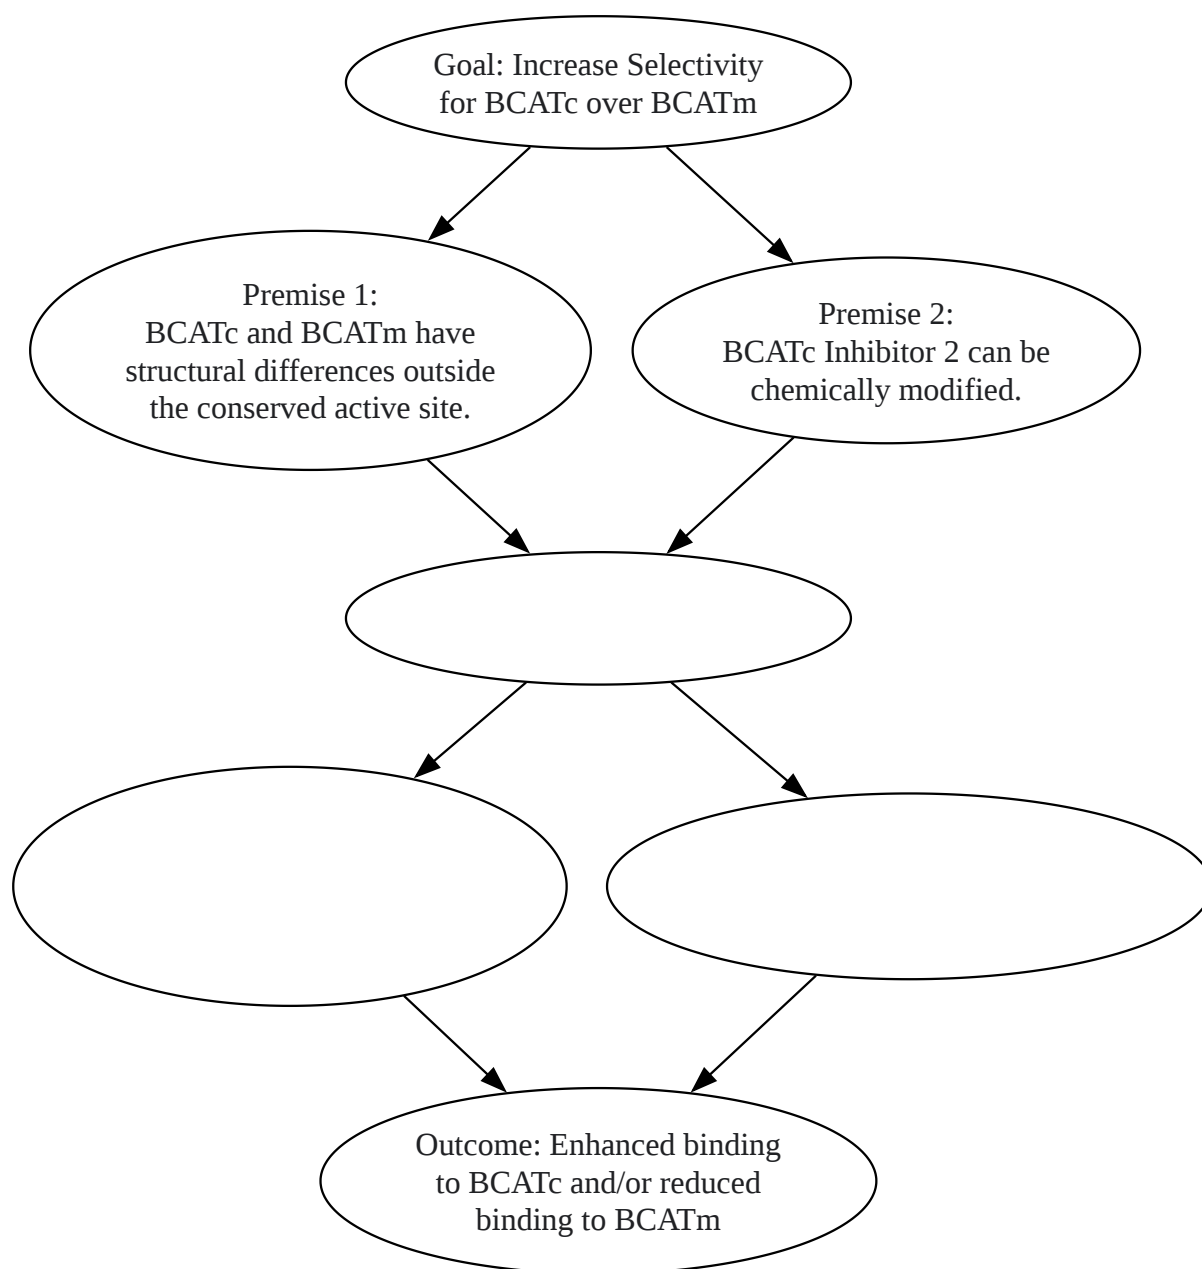 Goal: Increase Selectivity
for BCATc over BCATm
Premise 1:
BCATc and BCATm have
structural differences outside
the conserved active site.
Premise 2:
BCATc Inhibitor 2 can be
chemically modified.
Outcome: Enhanced binding
to BCATc and/or reduced
binding to BCATm